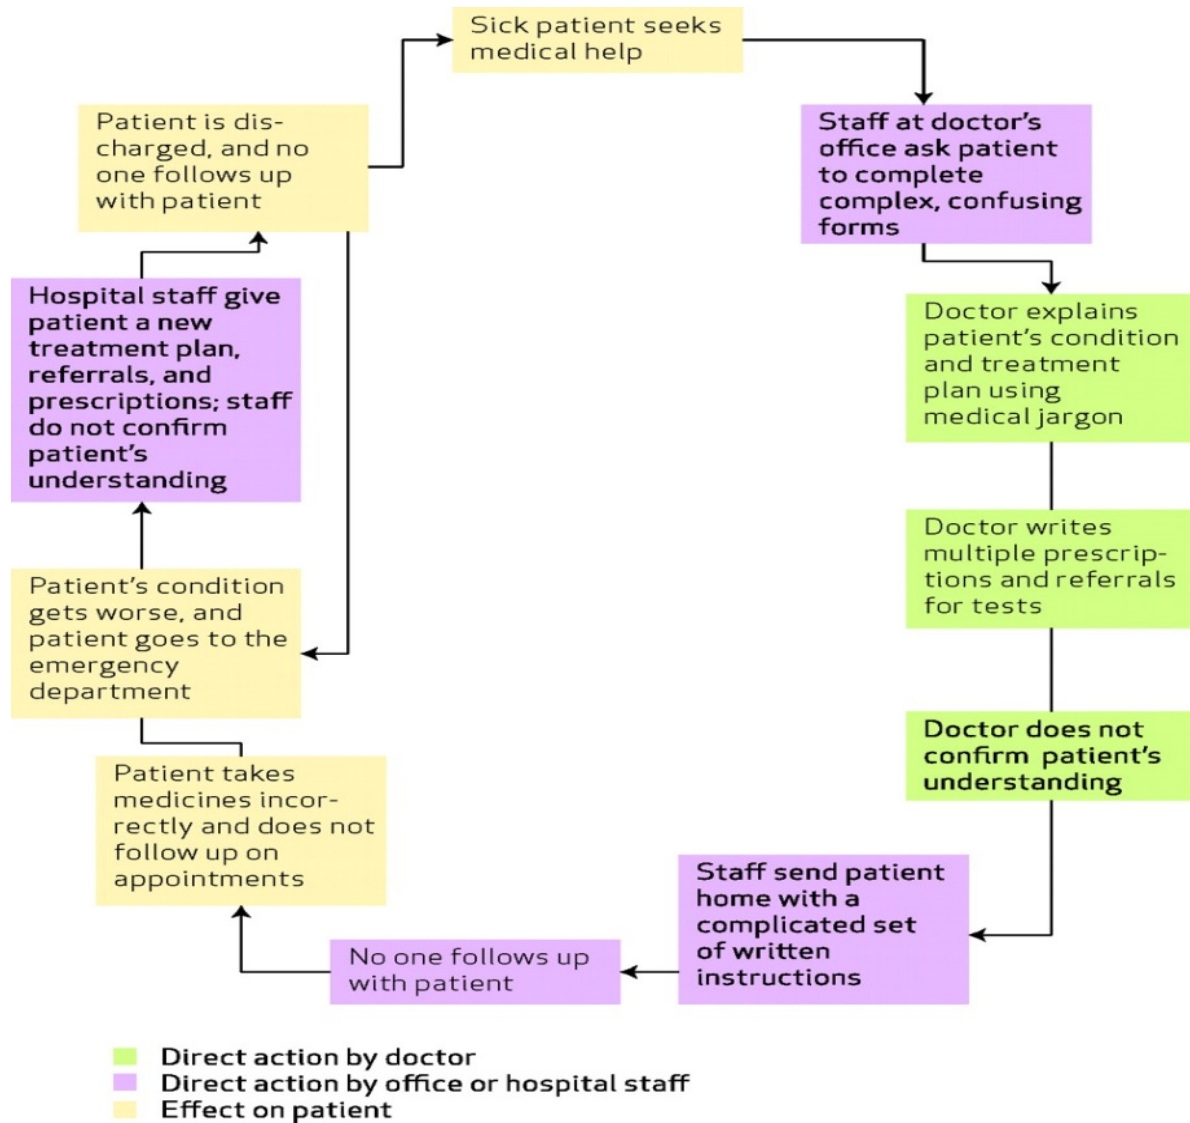 Sick patient seeks
medical help
Staff at doctor's
office ask patient
to complete
complex, confusing
forms
Doctor explains
patient's condition
and treatment
plan using
medical jargon
Doctor writes
multiple prescrip-
tions and referrals
for tests
Doctor does not
confirm patient's
understanding
Staff send patient
home with a
complicated set
of written
instructions
No one follows up
with patient
Patient takes
medicines incor-
rectly and does not
follow up on
appointments
Patient's condition
gets worse, and
patient goes to the
emergency
department
Hospital staff give
patient a new
treatment plan,
referrals, and
prescriptions; staff
do not confirm
patient's
understanding
Patient is dis-
charged, and no
one follows up
with patient
Direct action by doctor
Direct action by office or hospital staff
Effect on patient